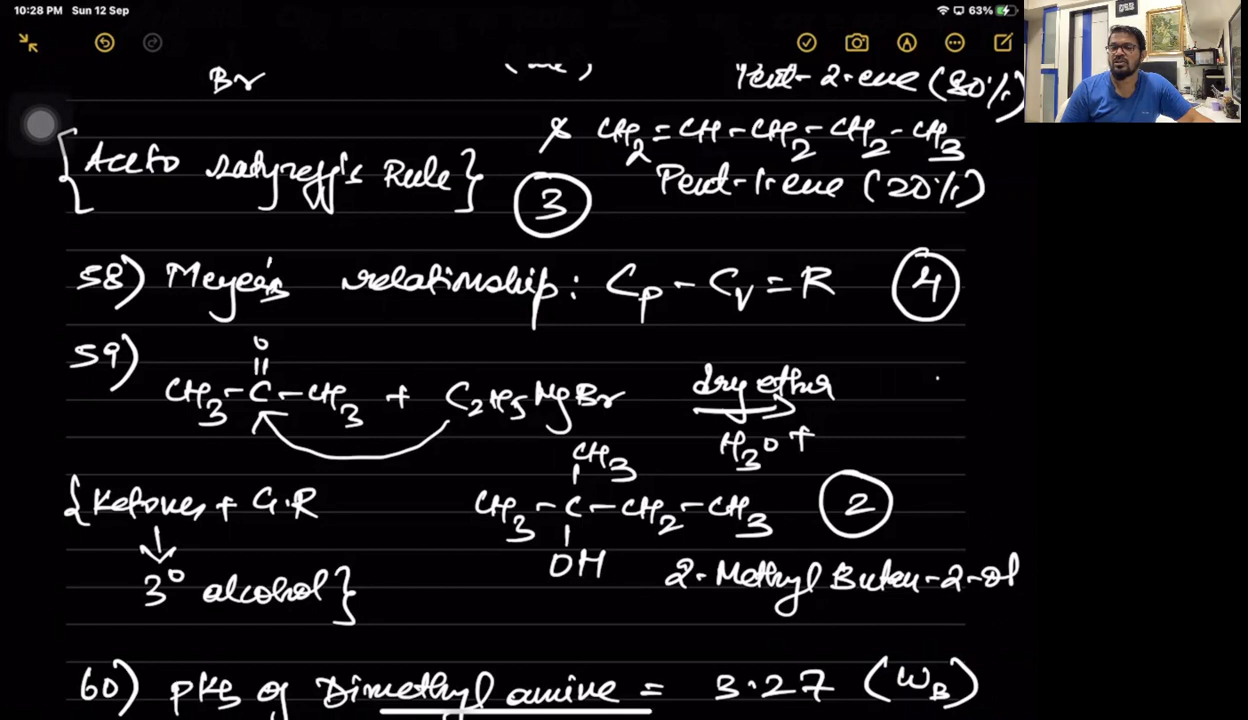 10:28 PM Sun 12 Sep
63%
Br
Pent-2-ene (80%)
CH2=CH-CH2-CH2-CH3
{Acc to Satyzeff's Rule} 3
Pent-1-ene (20%)
58) Meyer's relationship: Cp - Cv = R 4
59)
O
||
CH3-C-CH3 + C2H5MgBr dry ether
H3O+
CH3
{Ketones + G.R
CH3-C-CH2-CH3 2
OH
3° alcohol}
2-Methyl Butan-2-ol
60) pKb of Dimethyl amine = 3.27 (WB)